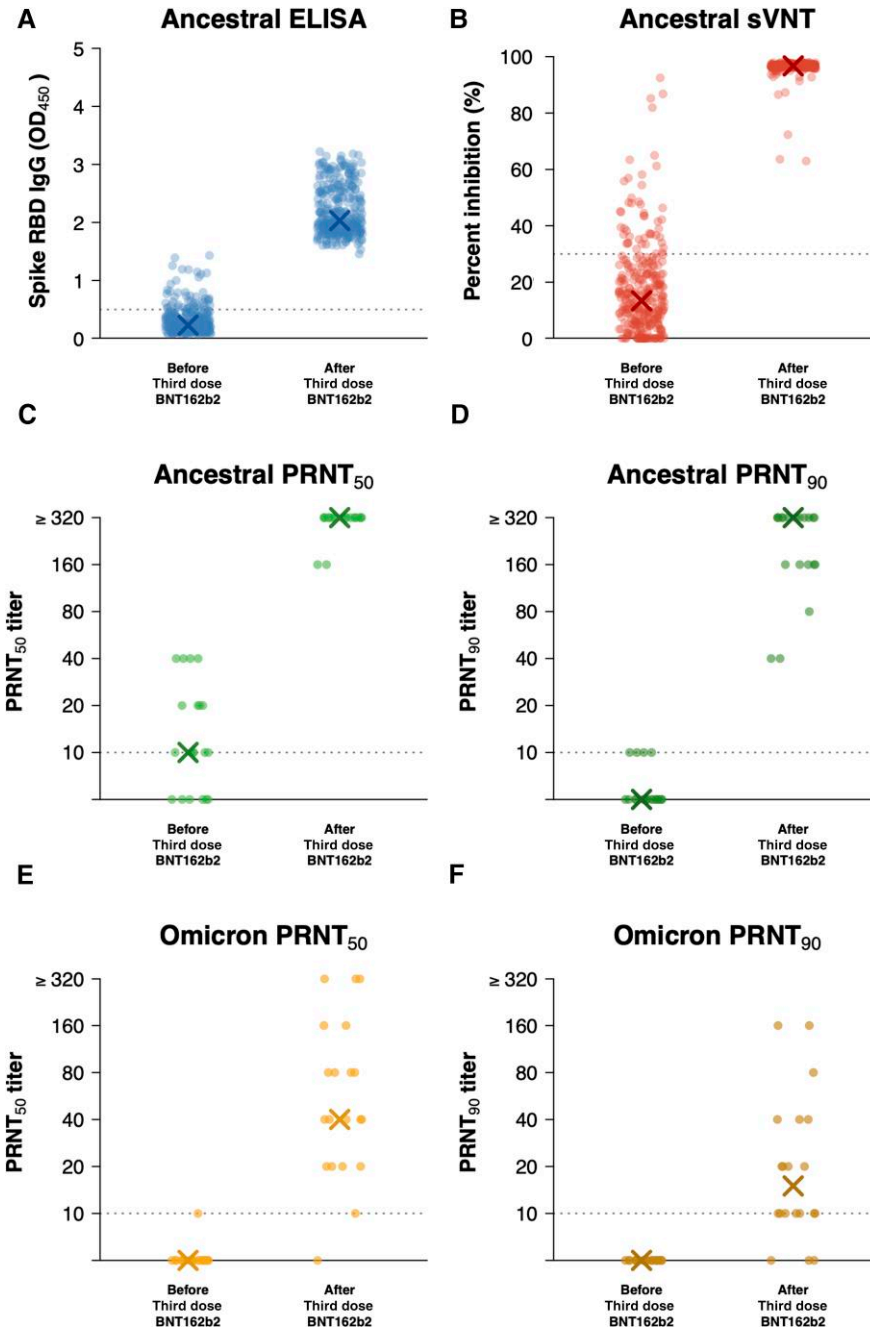 A
Ancestral ELISA
Spike RBD IgG (OD450)
5
4
3
2
1
0
Before
Third dose
BNT162b2
After
Third dose
BNT162b2
B
Ancestral sVNT
Percent inhibition (%)
100
80
60
40
20
0
Before
Third dose
BNT162b2
After
Third dose
BNT162b2
C
Ancestral PRNT50
PRNT50 titer
≥ 320
160
80
40
20
10
Before
Third dose
BNT162b2
After
Third dose
BNT162b2
D
Ancestral PRNT90
PRNT90 titer
≥ 320
160
80
40
20
10
Before
Third dose
BNT162b2
After
Third dose
BNT162b2
E
Omicron PRNT50
PRNT50 titer
≥ 320
160
80
40
20
10
Before
Third dose
BNT162b2
After
Third dose
BNT162b2
F
Omicron PRNT90
PRNT90 titer
≥ 320
160
80
40
20
10
Before
Third dose
BNT162b2
After
Third dose
BNT162b2